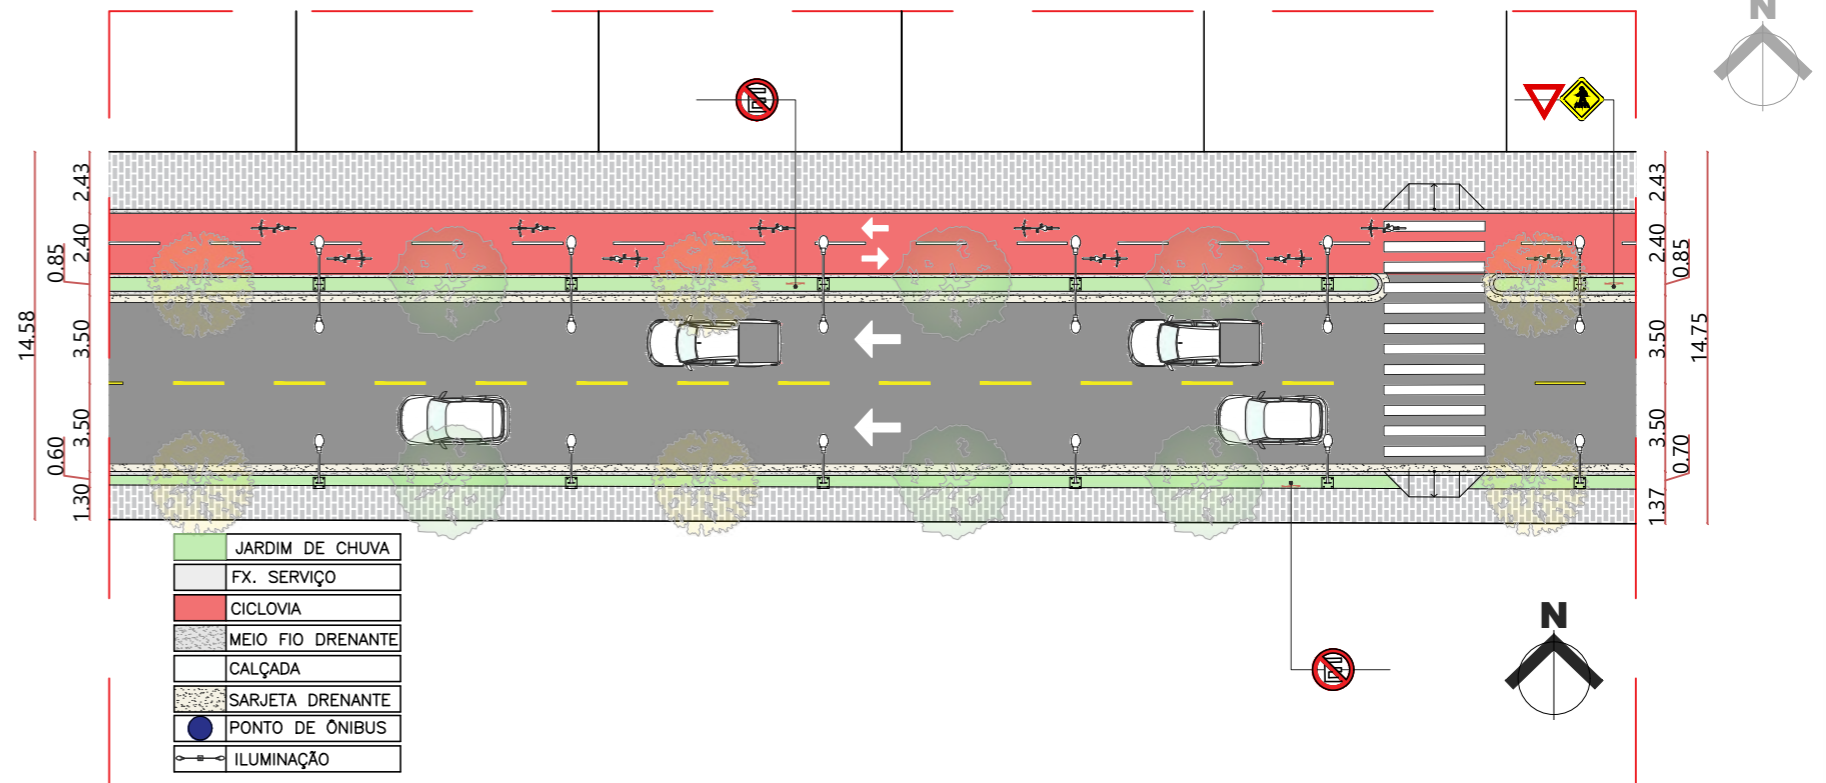 N
2.43
2.40
0.85
3.50
14.58
3.50
0.60
1.30
2.43
2.40
0.85
3.50
14.75
3.50
0.70
1.37
JARDIM DE CHUVA
FX. SERVIÇO
CICLOVIA
MEIO FIO DRENANTE
CALÇADA
SARJETA DRENANTE
PONTO DE ÔNIBUS
ILUMINAÇÃO
N